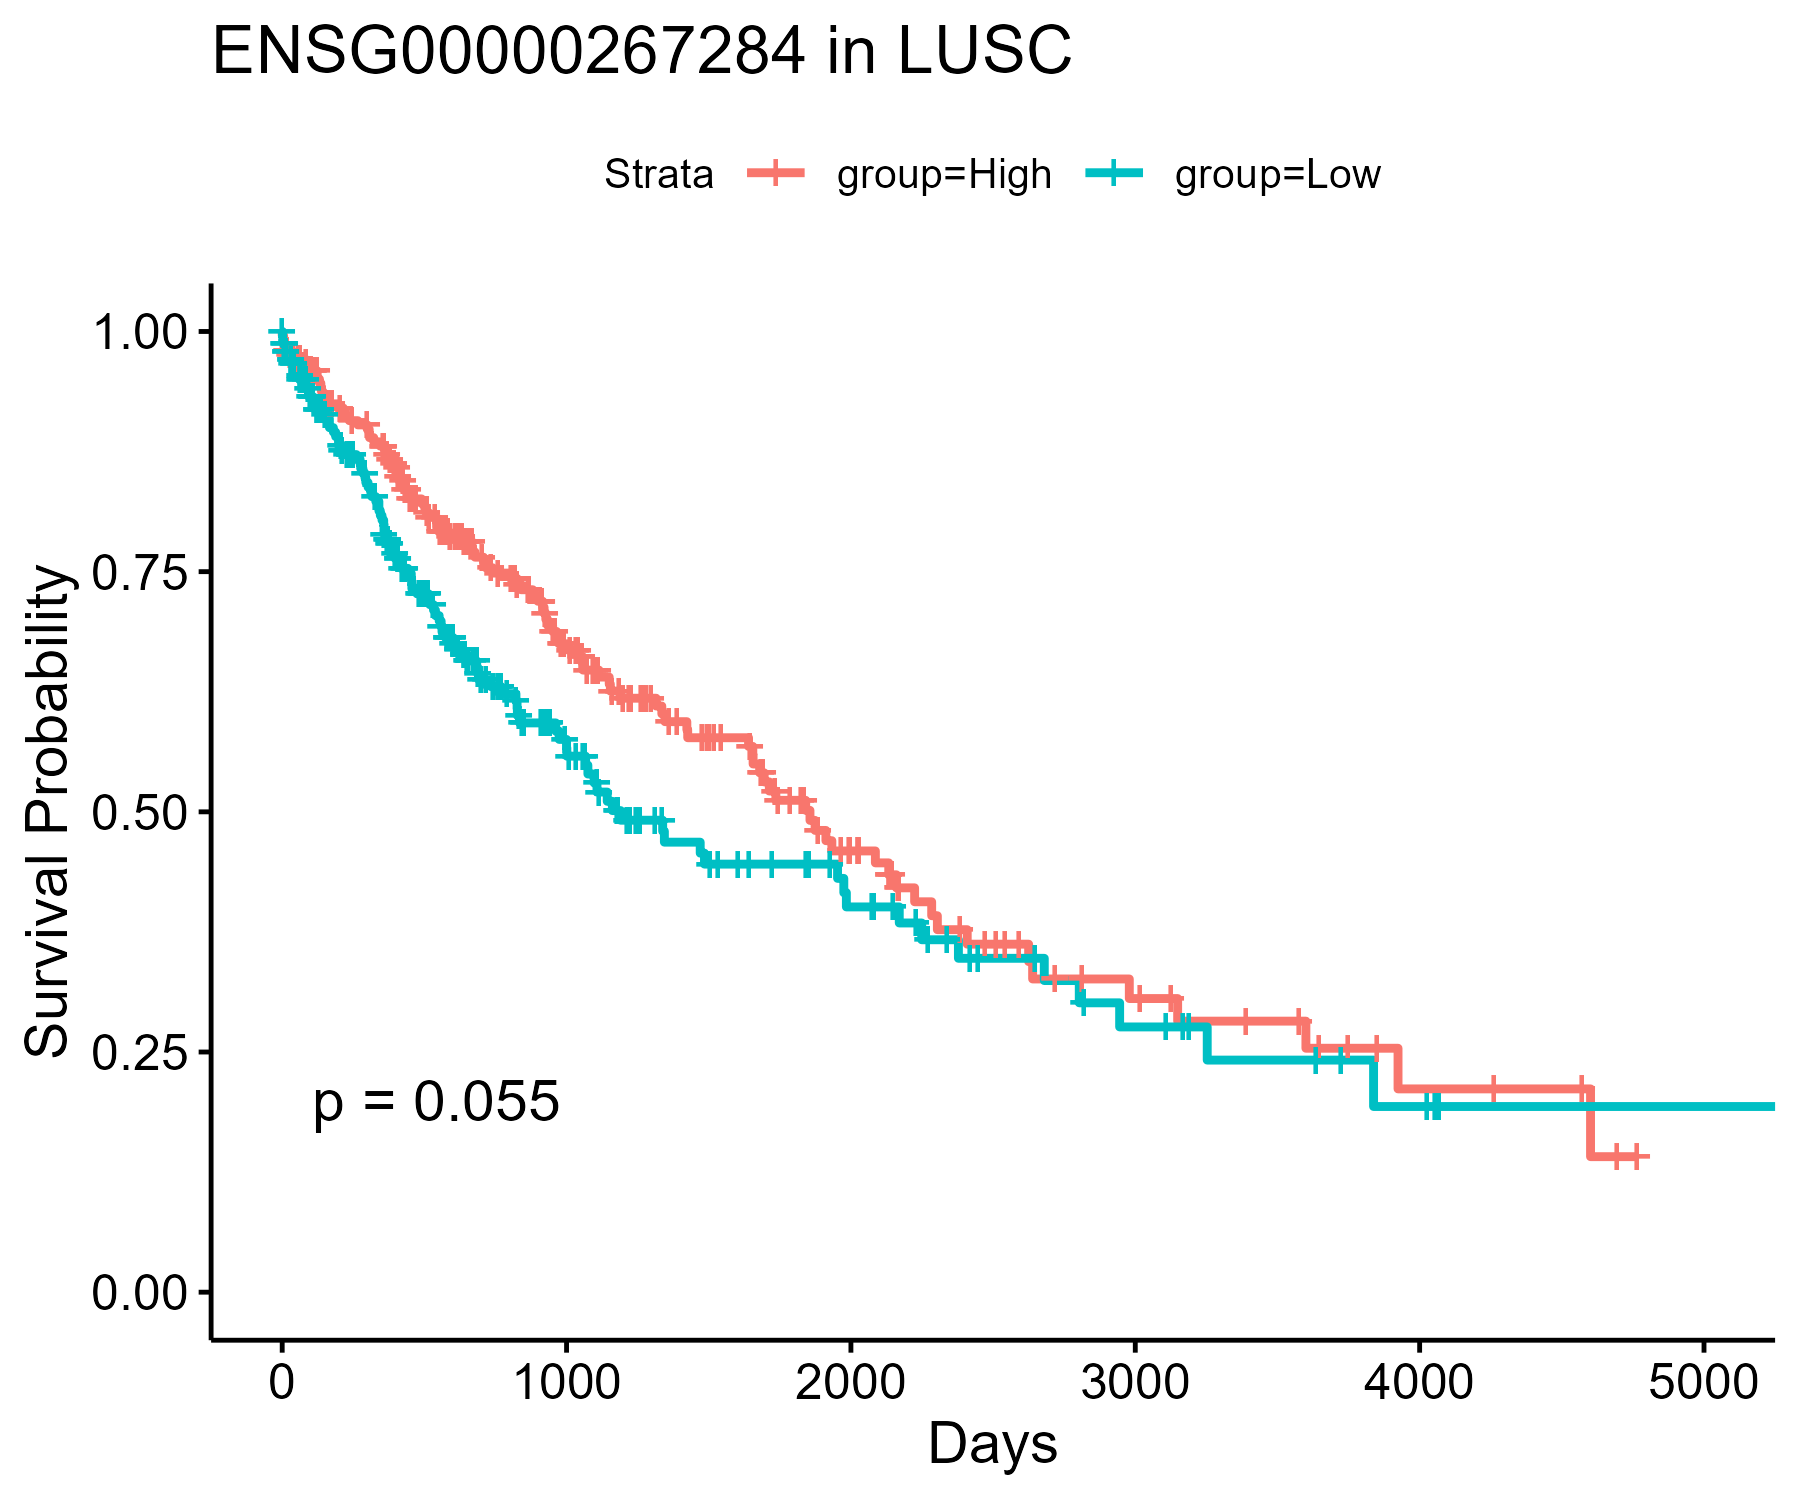 ENSG00000267284 in LUSC
Strata group=High group=Low
Survival Probability
1.00
0.75
0.50
0.25
0.00
p = 0.055
0 1000 2000 3000 4000 5000
Days